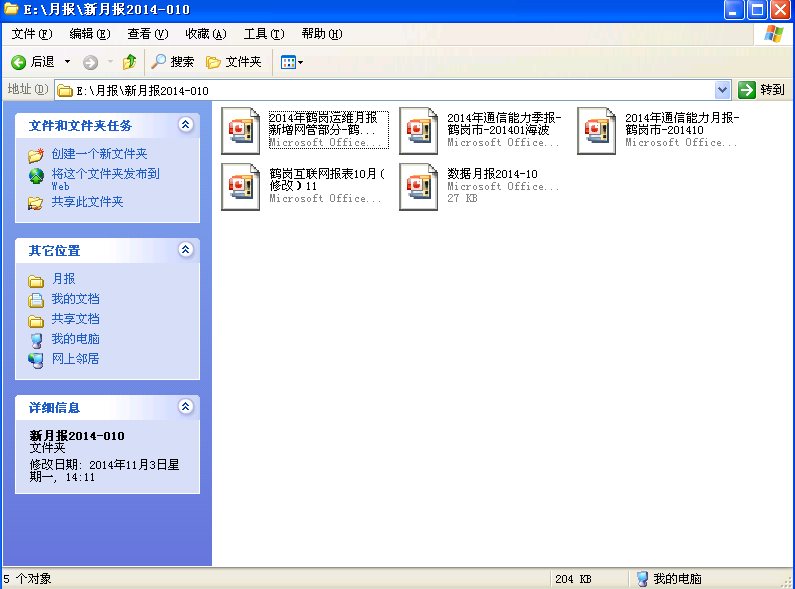 E:\月报\新月报2014-010
文件(F) 编辑(E) 查看(V) 收藏(A) 工具(T) 帮助(H)
后退 搜索 文件夹
地址(D) E:\月报\新月报2014-010 转到
文件和文件夹任务
创建一个新文件夹
将这个文件夹发布到
Web
共享此文件夹
其它位置
月报
我的文档
共享文档
我的电脑
网上邻居
详细信息
新月报2014-010
文件夹
修改日期: 2014年11月3日星
期一, 14:11
2014年鹤岗运维月报
新增网管部分-鹤...
Microsoft Office...
2014年通信能力季报-
鹤岗市-201401海波
Microsoft Office...
2014年通信能力月报-
鹤岗市-201410
Microsoft Office...
鹤岗互联网报表10月(
修改)11
Microsoft Office...
数据月报2014-10
Microsoft Office...
27 KB
5 个对象 204 KB 我的电脑